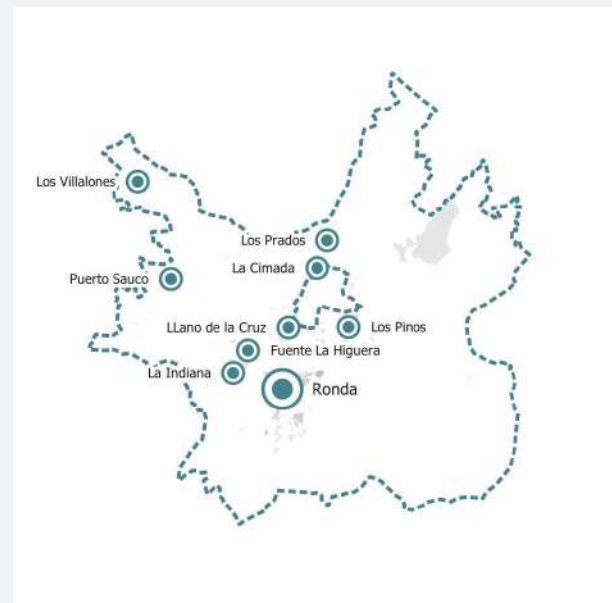 Los Villalones
Los Prados
La Cimada
Puerto Sauco
LLano de la Cruz
Los Pinos
Fuente La Higuera
La Indiana
Ronda